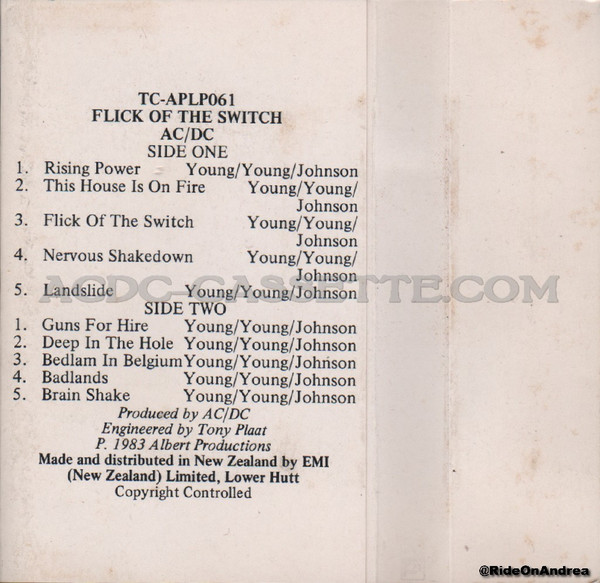 TC-APLP061
FLICK OF THE SWITCH
AC/DC
SIDE ONE
1. Rising Power Young/Young/Johnson
2. This House Is On Fire Young/Young/
Johnson
3. Flick Of The Switch Young/Young/
Johnson
4. Nervous Shakedown Young/Young/
Johnson
ACDC-CASSETTE.COM
5. Landslide Young/Young/Johnson
SIDE TWO
1. Guns For Hire Young/Young/Johnson
2. Deep In The Hole Young/Young/Johnson
3. Bedlam In Belgium Young/Young/Johnson
4. Badlands Young/Young/Johnson
5. Brain Shake Young/Young/Johnson
Produced by AC/DC
Engineered by Tony Plaat
P. 1983 Albert Productions
Made and distributed in New Zealand by EMI
(New Zealand) Limited, Lower Hutt
Copyright Controlled
@RideOnAndrea